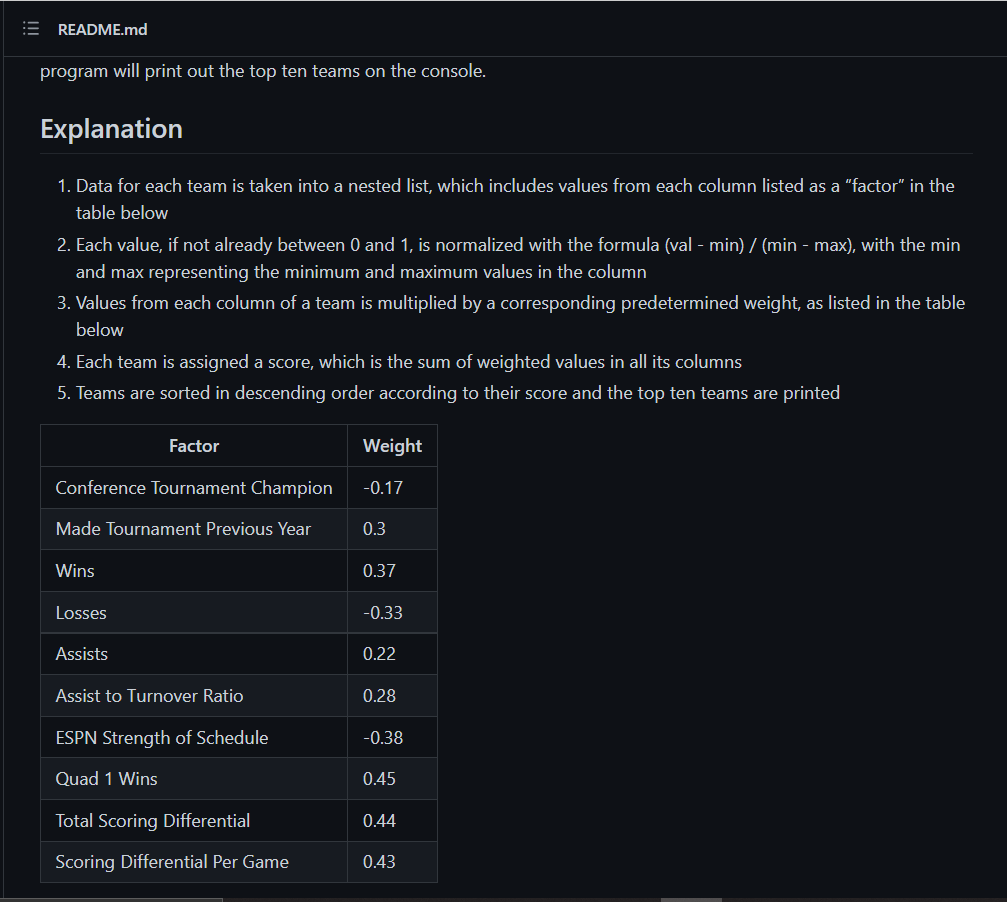 README.md
program will print out the top ten teams on the console.
Explanation
1. Data for each team is taken into a nested list, which includes values from each column listed as a “factor” in the
table below
2. Each value, if not already between 0 and 1, is normalized with the formula (val - min) / (min - max), with the min
and max representing the minimum and maximum values in the column
3. Values from each column of a team is multiplied by a corresponding predetermined weight, as listed in the table
below
4. Each team is assigned a score, which is the sum of weighted values in all its columns
5. Teams are sorted in descending order according to their score and the top ten teams are printed
Factor Weight
Conference Tournament Champion -0.17
Made Tournament Previous Year 0.3
Wins 0.37
Losses -0.33
Assists 0.22
Assist to Turnover Ratio 0.28
ESPN Strength of Schedule -0.38
Quad 1 Wins 0.45
Total Scoring Differential 0.44
Scoring Differential Per Game 0.43